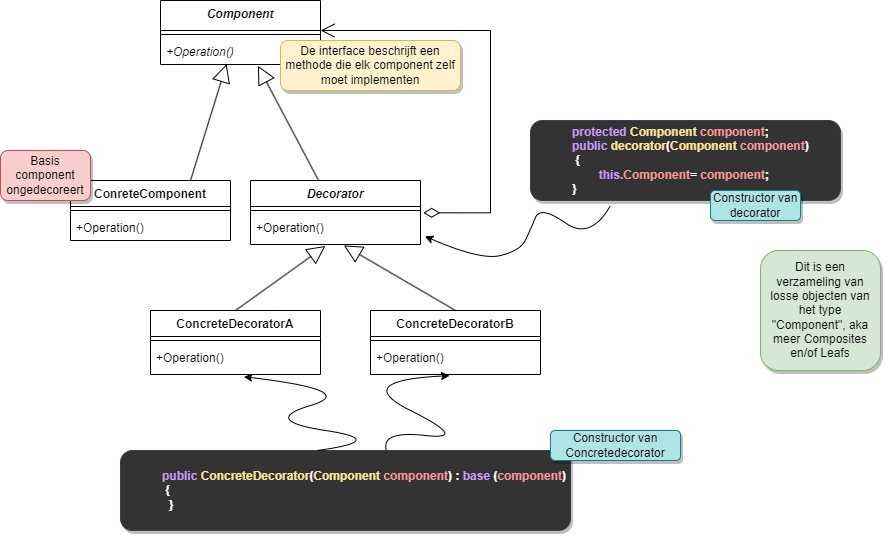 Component
+Operation()
De interface beschrijft een
methode die elk component zelf
moet implementen
Basis
component
ongedecoreert
ConreteComponent
+Operation()
Decorator
+Operation()
protected Component component;
public decorator(Component component)
{
this.Component= component;
}
Constructor van
decorator
Dit is een
verzameling van
losse objecten van
het type
"Component", aka
meer Composites
en/of Leafs
ConcreteDecoratorA
+Operation()
ConcreteDecoratorB
+Operation()
Constructor van
Concretedecorator
public ConcreteDecorator(Component component) : base (component)
{
}